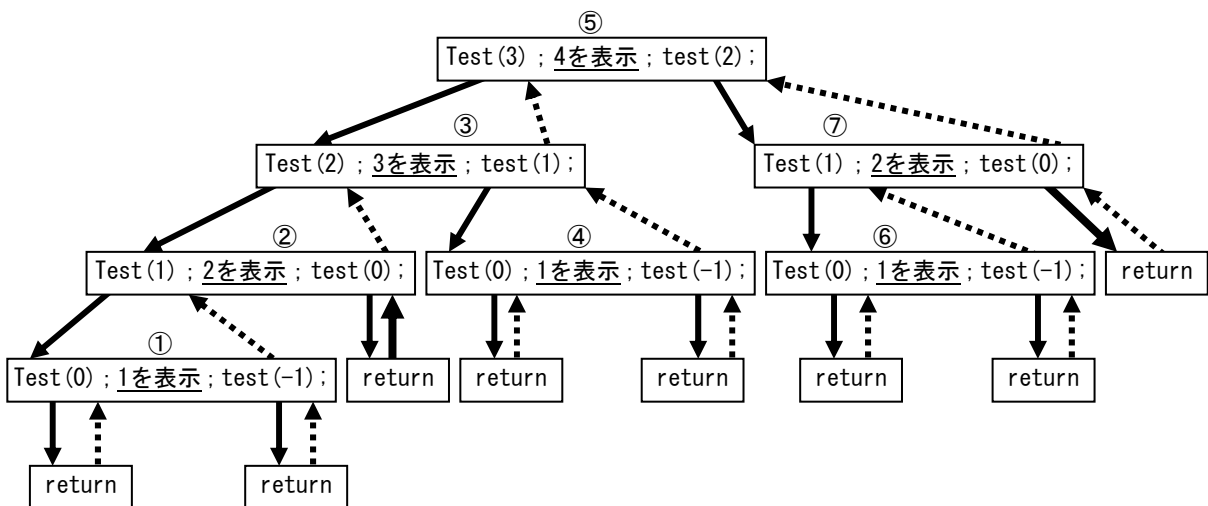 ⑤
Test(3) ; 4を表示 ; test(2);
③
⑦
Test(2) ; 3を表示 ; test(1);
Test(1) ; 2を表示 ; test(0);
②
④
⑥
Test(1) ; 2を表示 ; test(0);
Test(0) ; 1を表示 ; test(-1);
Test(0) ; 1を表示 ; test(-1);
return
①
Test(0) ; 1を表示 ; test(-1);
return
return
return
return
return
return
return